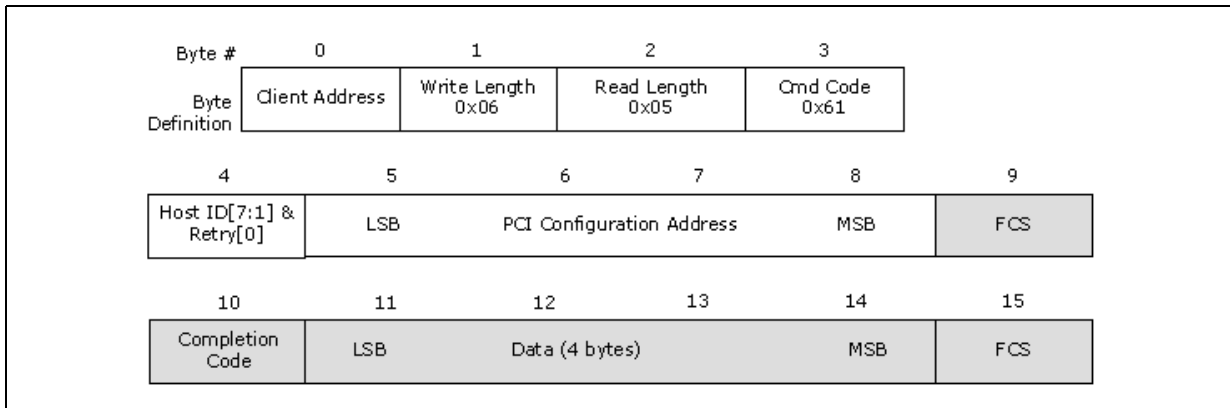 Byte # 0 1 2 3
Byte Definition
Client Address
Write Length
0x06
Read Length
0x05
Cmd Code
0x61
4 5 6 7 8 9
Host ID[7:1] &
Retry[0]
LSB PCI Configuration Address MSB FCS
10 11 12 13 14 15
Completion
Code
LSB Data (4 bytes) MSB FCS